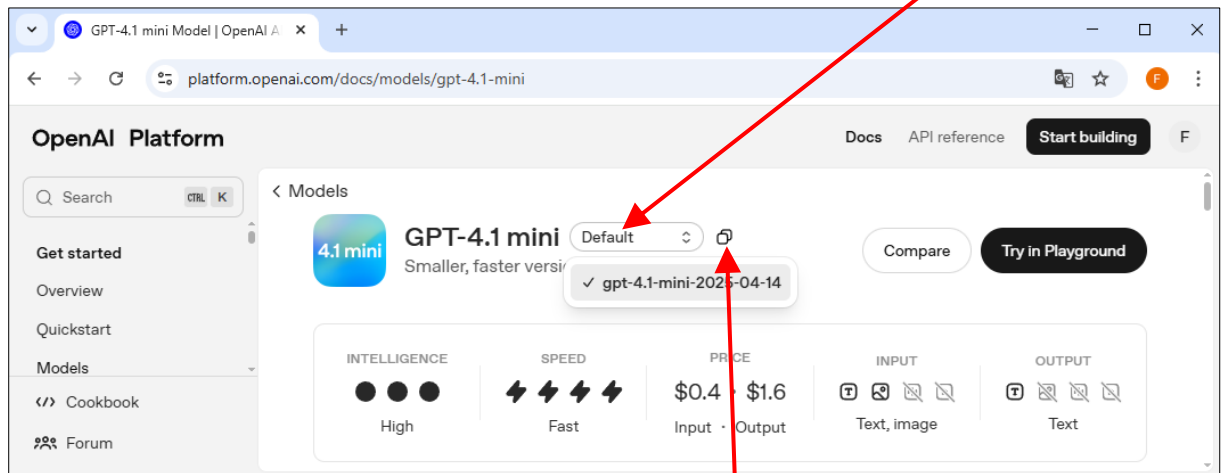 GPT-4.1 mini Model | OpenAI A
platform.openai.com/docs/models/gpt-4.1-mini
F
OpenAI Platform
Docs API reference Start building F
Search CTRL K
Models
4.1 mini
GPT-4.1 mini Default
Smaller, faster versi
gpt-4.1-mini-2025-04-14
Compare Try in Playground
Get started
Overview
Quickstart
Models
Cookbook
Forum
INTELLIGENCE SPEED PRICE INPUT OUTPUT
$0.4 · $1.6
High Fast Input · Output Text, image Text